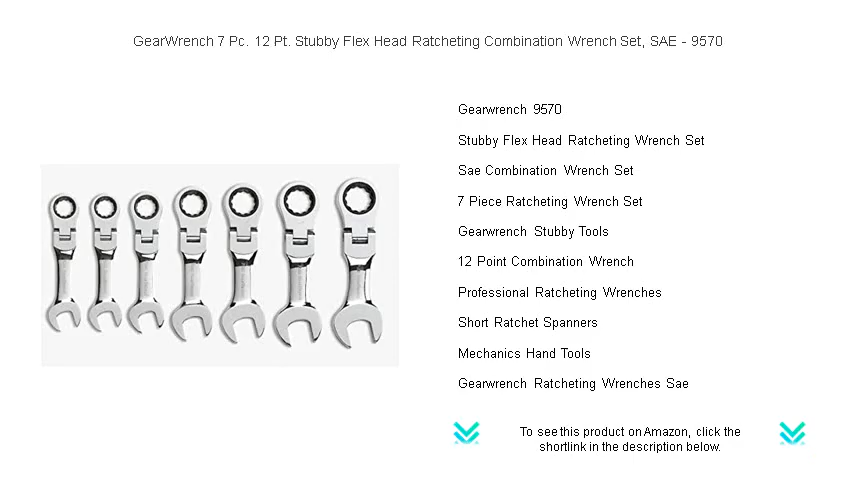 GearWrench 7 Pc. 12 Pt. Stubby Flex Head Ratcheting Combination Wrench Set, SAE - 9570
Gearwrench 9570
Stubby Flex Head Ratcheting Wrench Set
Sae Combination Wrench Set
7 Piece Ratcheting Wrench Set
Gearwrench Stubby Tools
12 Point Combination Wrench
Professional Ratcheting Wrenches
Short Ratchet Spanners
Mechanics Hand Tools
Gearwrench Ratcheting Wrenches Sae
To see this product on Amazon, click the
shortlink in the description below.